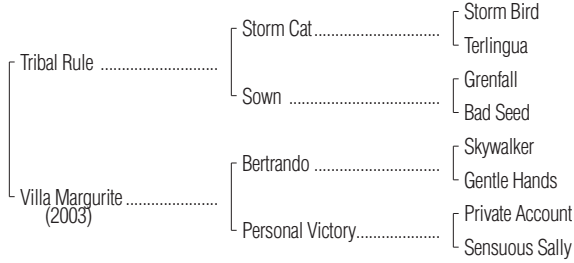 Storm Bird
Storm Cat
Terlingua
Tribal Rule
Grenfall
Sown
Bad Seed
Skywalker
Bertrando
Gentle Hands
Villa Margurite
(2003)
Private Account
Personal Victory
Sensuous Sally